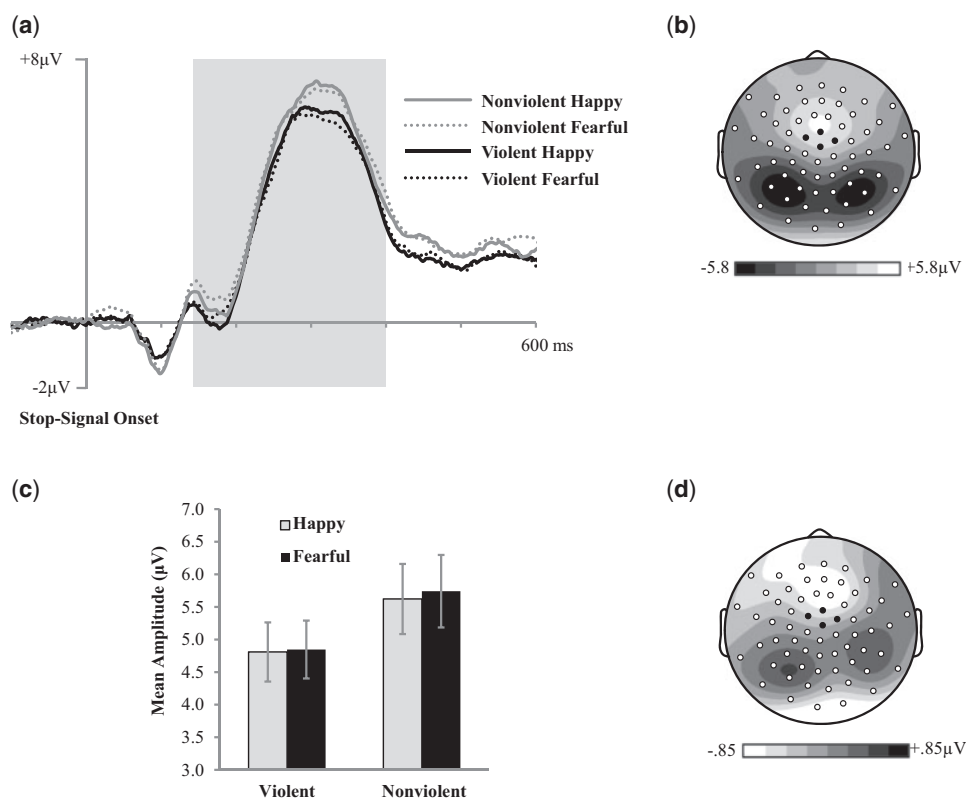 (a)
+8µV
Nonviolent Happy
Nonviolent Fearful
Violent Happy
Violent Fearful
600 ms
-2µV
Stop-Signal Onset
(b)
-5.8 +5.8µV
(c)
7.0
6.5
6.0
5.5
5.0
4.5
4.0
3.5
3.0
Mean Amplitude (µV)
Happy
Fearful
Violent Nonviolent
(d)
-.85 +.85µV